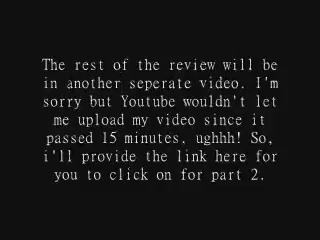 The rest of the review will be
in another seperate video. I'm
sorry but Youtube wouldn't let
me upload my video since it
passed 15 minutes, ughhh! So,
i'll provide the link here for
you to click on for part 2.